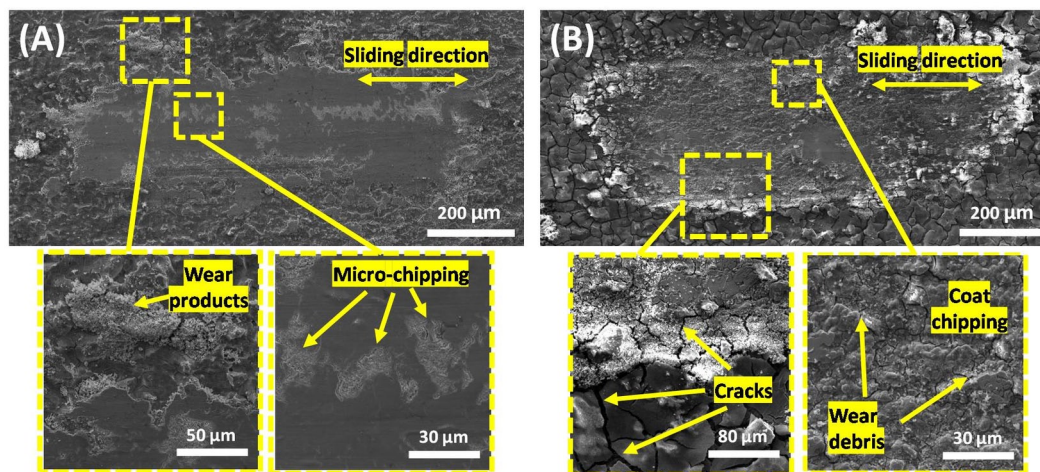 (A)
Sliding direction
200 µm
Wear
products
50 µm
Micro-chipping
30 µm
(B)
Sliding direction
200 µm
Cracks
80 µm
Coat
chipping
Wear
debris
30 µm